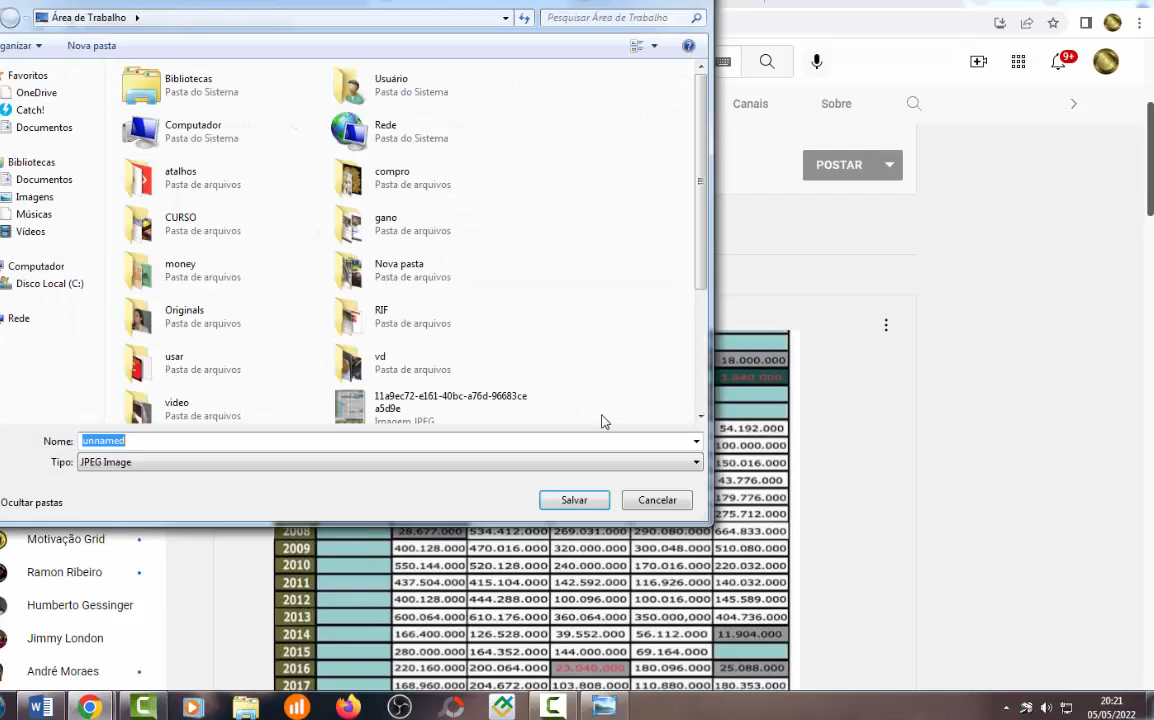 Área de Trabalho
Pesquisar Área de Trabalho
ganizar
Nova pasta
Favoritos
OneDrive
Catch!
Documentos
Bibliotecas
Documentos
Imagens
Músicas
Vídeos
Computador
Disco Local (C:)
Rede
Bibliotecas
Pasta do Sistema
Usuário
Pasta do Sistema
Computador
Pasta do Sistema
Rede
Pasta do Sistema
atalhos
Pasta de arquivos
compro
Pasta de arquivos
CURSO
Pasta de arquivos
gano
Pasta de arquivos
money
Pasta de arquivos
Nova pasta
Pasta de arquivos
Originals
Pasta de arquivos
RIF
Pasta de arquivos
usar
Pasta de arquivos
vd
Pasta de arquivos
video
11a9ec72-e161-40bc-a76d-96683ce
a5d9e
Imagem JPEG
Nome: unnamed
Tipo: JPEG Image
Ocultar pastas
Salvar
Cancelar
9+
Canais
Sobre
POSTAR
18.000.000
3.840.000
54.192.000
100.000.000
150.016.000
43.776.000
179.776.000
275.712.000
2008 28.677.000 534.412.000 269.031.000 290.080.000 664.833.000
2009 400.128.000 470.016.000 320.000.000 300.048.000 510.080.000
2010 550.144.000 520.128.000 240.000.000 170.016.000 220.032.000
2011 437.504.000 415.104.000 142.592.000 116.926.000 140.032.000
2012 400.128.000 444.288.000 100.096.000 100.016.000 145.589.000
2013 600.064.000 610.176.000 360.064.000 350.000,000 404.736.000
2014 166.400.000 126.528.000 39.552.000 56.112.000 11.904.000
2015 280.000.000 164.352.000 144.000.000 69.164.000
2016 220.160.000 200.064.000 23.040.000 180.096.000 25.088.000
2017 168.960.000 204.672.000 103.808.000 110.880.000 180.353.000
Motivação Grid
Ramon Ribeiro
Humberto Gessinger
Jimmy London
André Moraes
20:21
05/05/2022